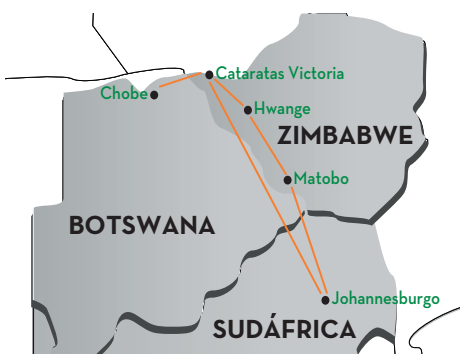 Cataratas Victoria
Chobe
Hwange
ZIMBABWE
Matobo
BOTSWANA
Johannesburgo
SUDÁFRICA